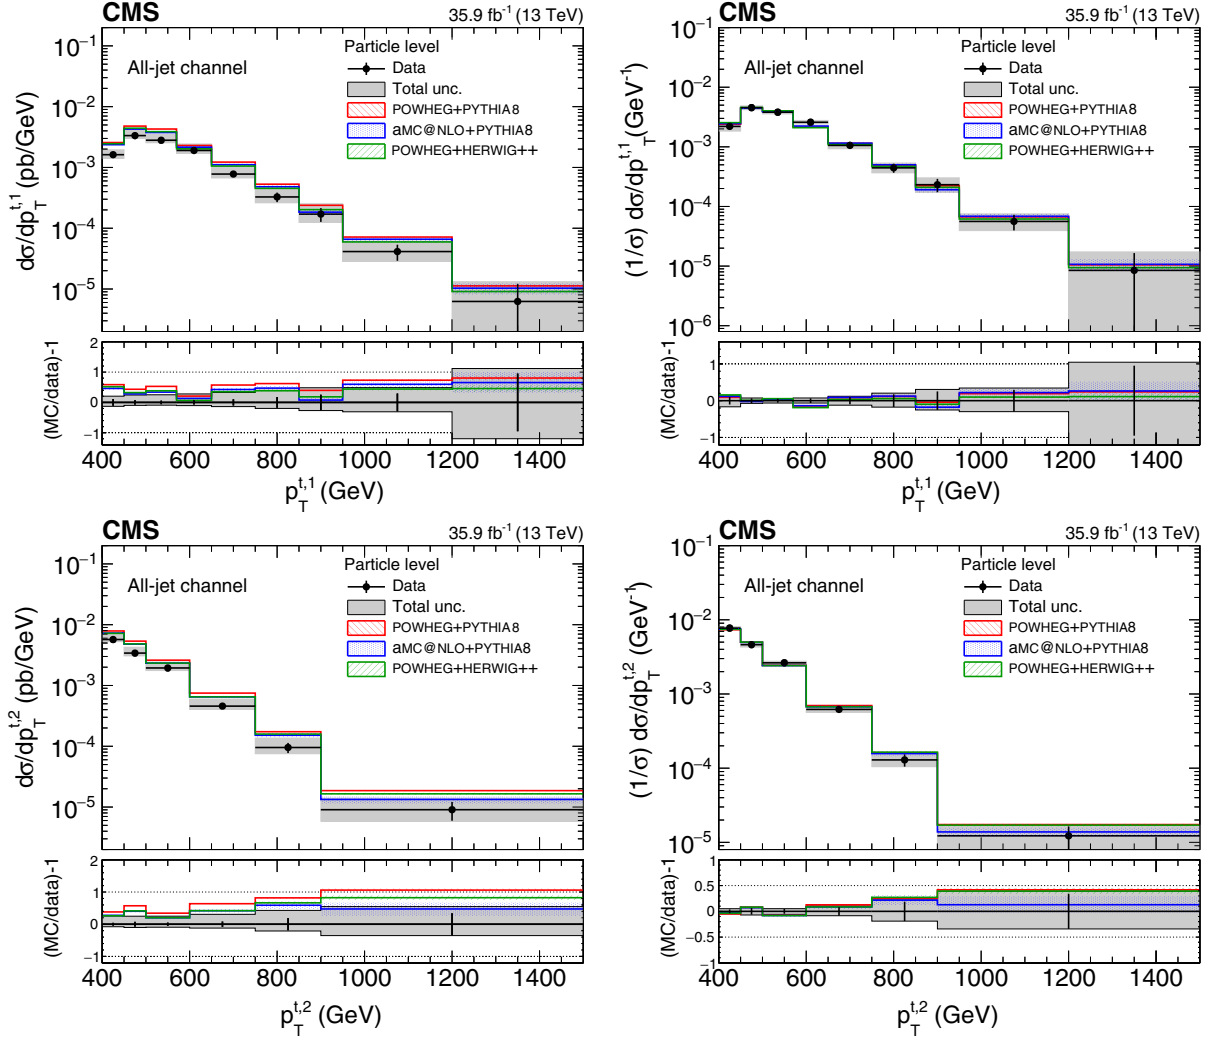 CMS 35.9 fb⁻¹ (13 TeV)
Particle level
All-jet channel
Data
Total unc.
POWHEG+PYTHIA8
aMC@NLO+PYTHIA8
POWHEG+HERWIG++
dσ/dp_T^{t,1} (pb/GeV)
10⁻¹
10⁻²
10⁻³
10⁻⁴
10⁻⁵
(MC/data)-1
2
1
0
−1
400 600 800 1000 1200 1400
p_T^{t,1} (GeV)
CMS 35.9 fb⁻¹ (13 TeV)
Particle level
All-jet channel
Data
Total unc.
POWHEG+PYTHIA8
aMC@NLO+PYTHIA8
POWHEG+HERWIG++
(1/σ) dσ/dp_T^{t,1} (GeV⁻¹)
10⁻¹
10⁻²
10⁻³
10⁻⁴
10⁻⁵
10⁻⁶
(MC/data)-1
1
0
−1
400 600 800 1000 1200 1400
p_T^{t,1} (GeV)
CMS 35.9 fb⁻¹ (13 TeV)
Particle level
All-jet channel
Data
Total unc.
POWHEG+PYTHIA8
aMC@NLO+PYTHIA8
POWHEG+HERWIG++
dσ/dp_T^{t,2} (pb/GeV)
10⁻¹
10⁻²
10⁻³
10⁻⁴
10⁻⁵
(MC/data)-1
2
1
0
−1
400 600 800 1000 1200 1400
p_T^{t,2} (GeV)
CMS 35.9 fb⁻¹ (13 TeV)
Particle level
All-jet channel
Data
Total unc.
POWHEG+PYTHIA8
aMC@NLO+PYTHIA8
POWHEG+HERWIG++
(1/σ) dσ/dp_T^{t,2} (GeV⁻¹)
10⁻¹
10⁻²
10⁻³
10⁻⁴
10⁻⁵
(MC/data)-1
1
0.5
0
−0.5
−1
400 600 800 1000 1200 1400
p_T^{t,2} (GeV)